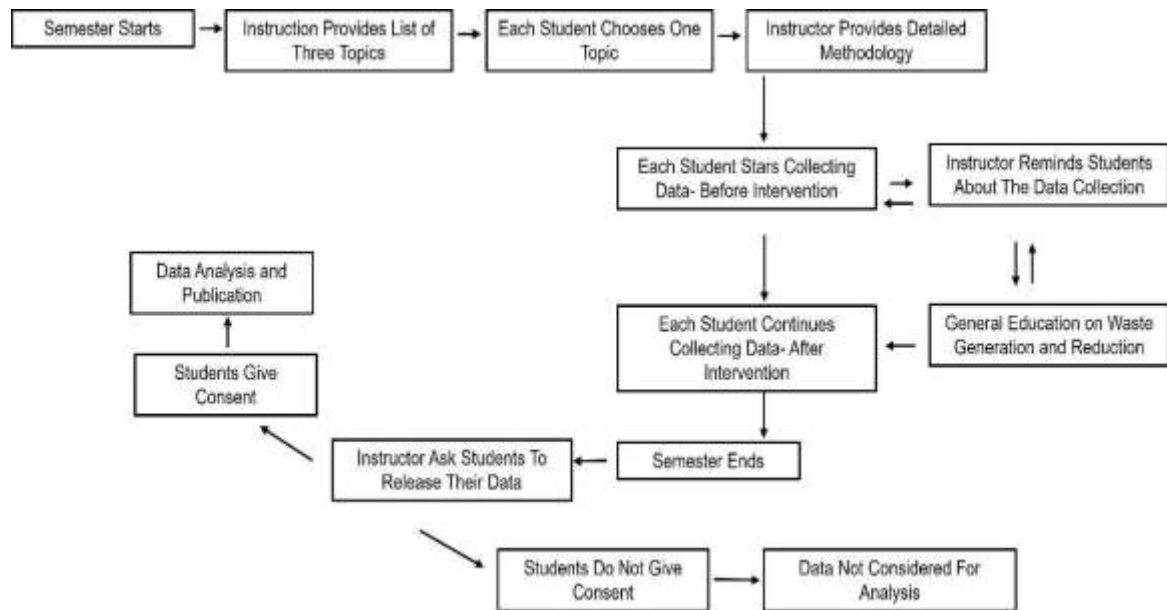 Semester Starts
Instruction Provides List of
Three Topics
Each Student Chooses One
Topic
Instructor Provides Detailed
Methodology
Each Student Stars Collecting
Data- Before Intervention
Instructor Reminds Students
About The Data Collection
General Education on Waste
Generation and Reduction
Each Student Continues
Collecting Data- After
Intervention
Semester Ends
Instructor Ask Students To
Release Their Data
Students Give
Consent
Data Analysis and
Publication
Students Do Not Give
Consent
Data Not Considered For
Analysis